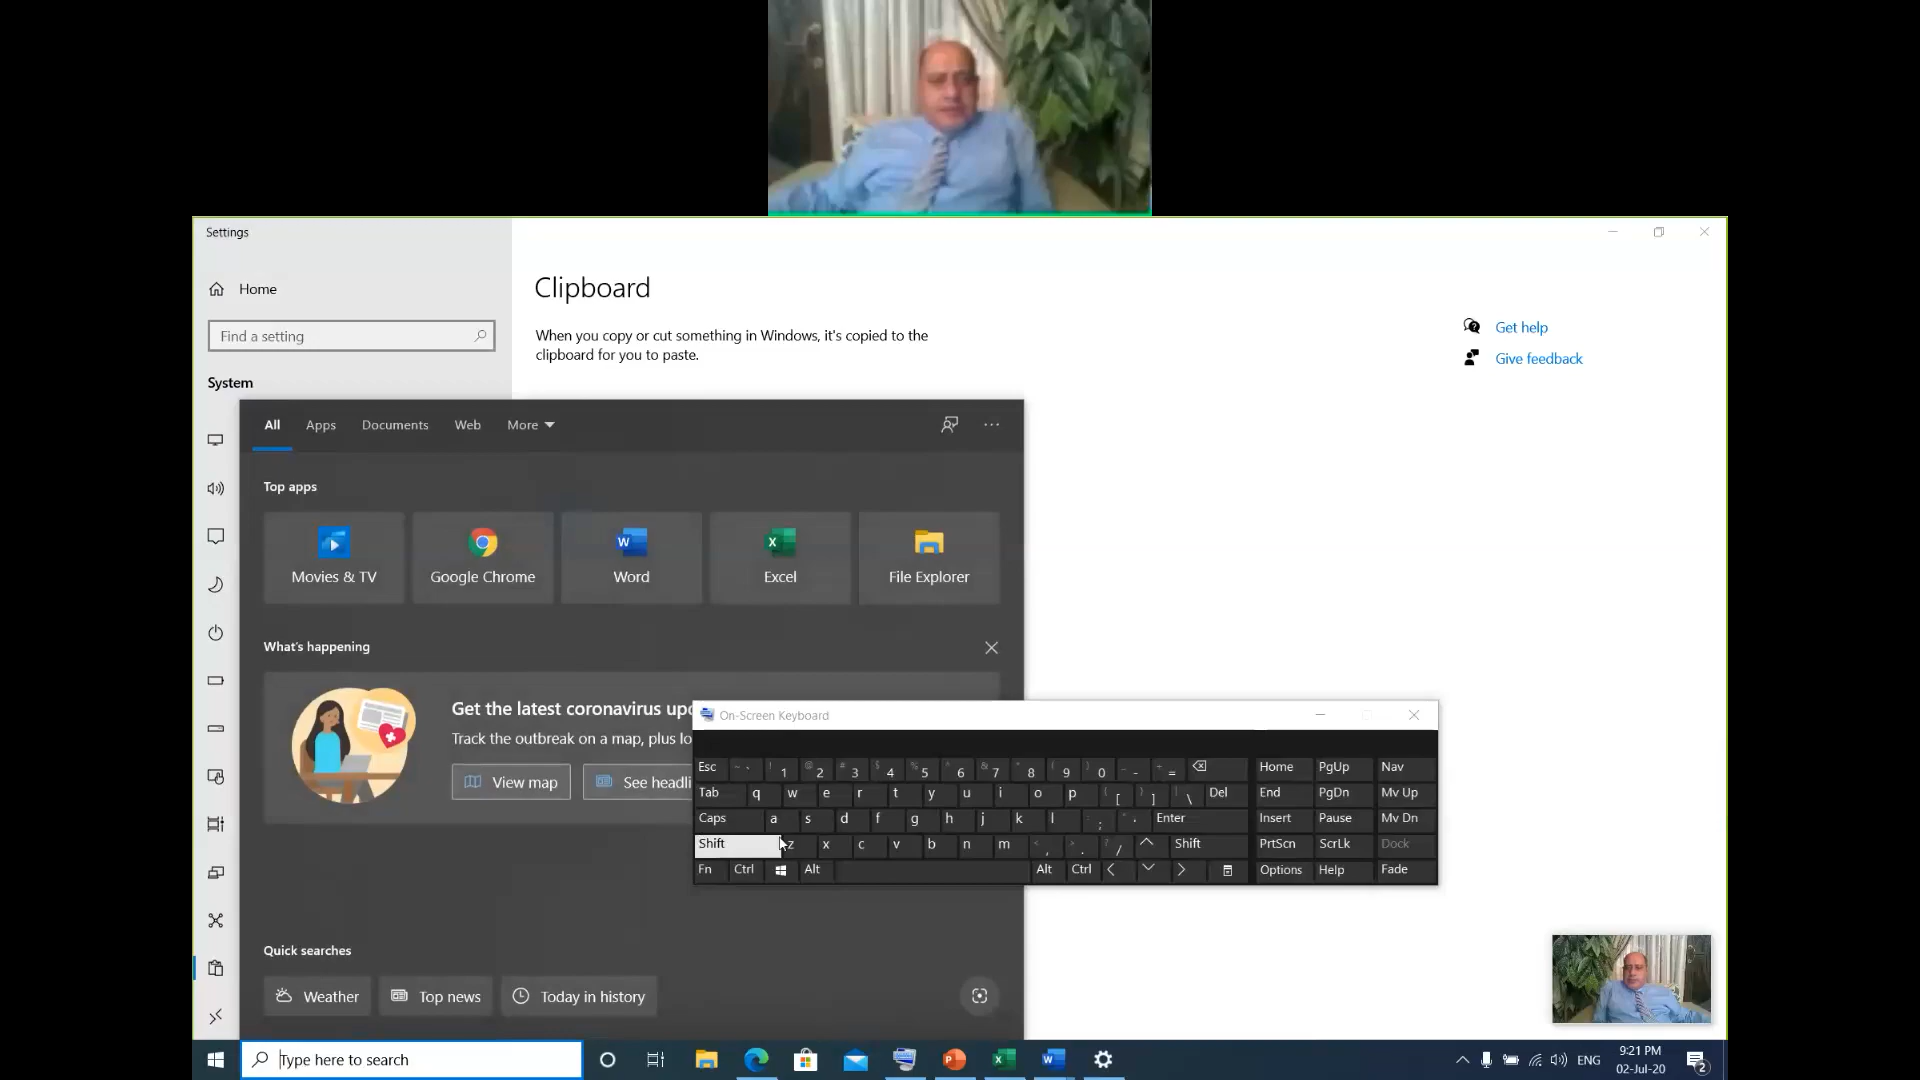 Settings
Home
Find a setting
System
Clipboard
When you copy or cut something in Windows, it's copied to the
clipboard for you to paste.
Get help
Give feedback
All Apps Documents Web More
Top apps
Movies & TV Google Chrome Word Excel File Explorer
What's happening
Get the latest coronavirus
Track the outbreak on a map, plus
View map See
Quick searches
Weather Top news Today in history
On-Screen Keyboard
Esc ~ ` ! 1 @ 2 # 3 $ 4 % 5 ^ 6 & 7 * 8 ( 9 ) 0 _ - + = Home PgUp Nav
Tab q w e r t y u i o p { [ } ] | \ Del End PgDn Mv Up
Caps a s d f g h j k l : ; " ' Enter Insert Pause Mv Dn
Shift z x c v b n m < , > . ? / Shift PrtScn ScrLk Dock
Fn Ctrl Alt Alt Ctrl Options Help Fade
Type here to search
ENG
9:21 PM
02-Jul-20
2